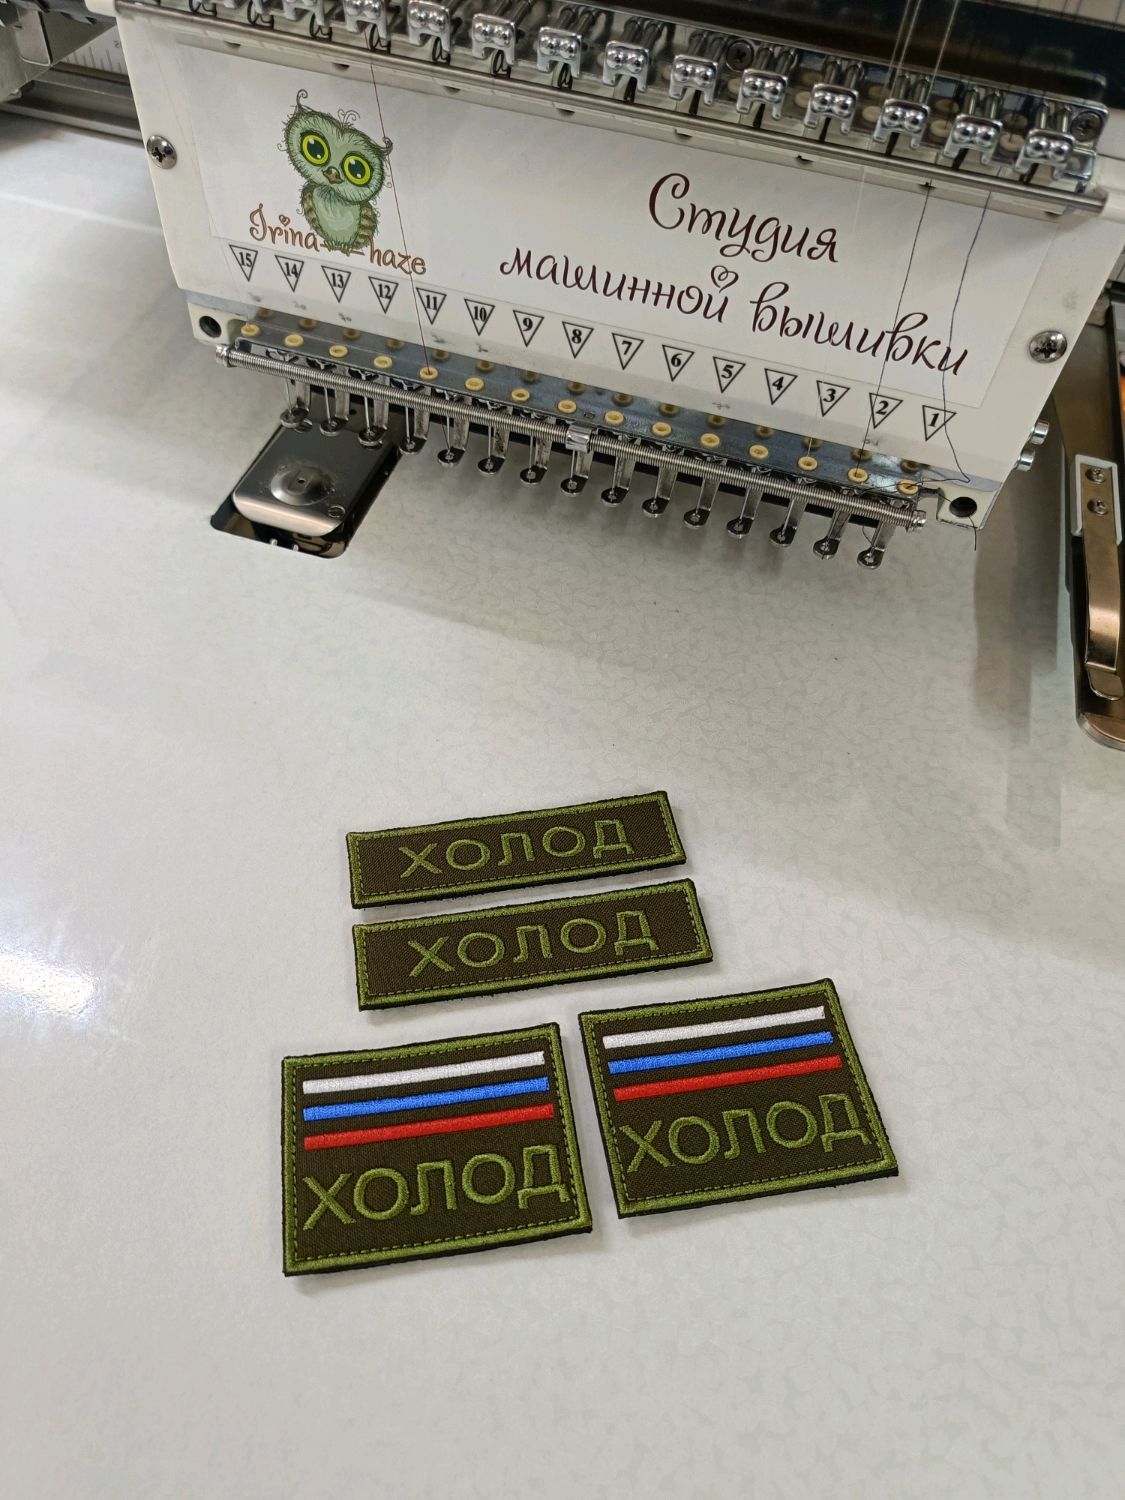 Irina haze
Студия
машинной вышивки
15 14 13 12 11 10 9 8 7 6 5 4 3 2 1
ХОЛОД
ХОЛОД
ХОЛОД
ХОЛОД